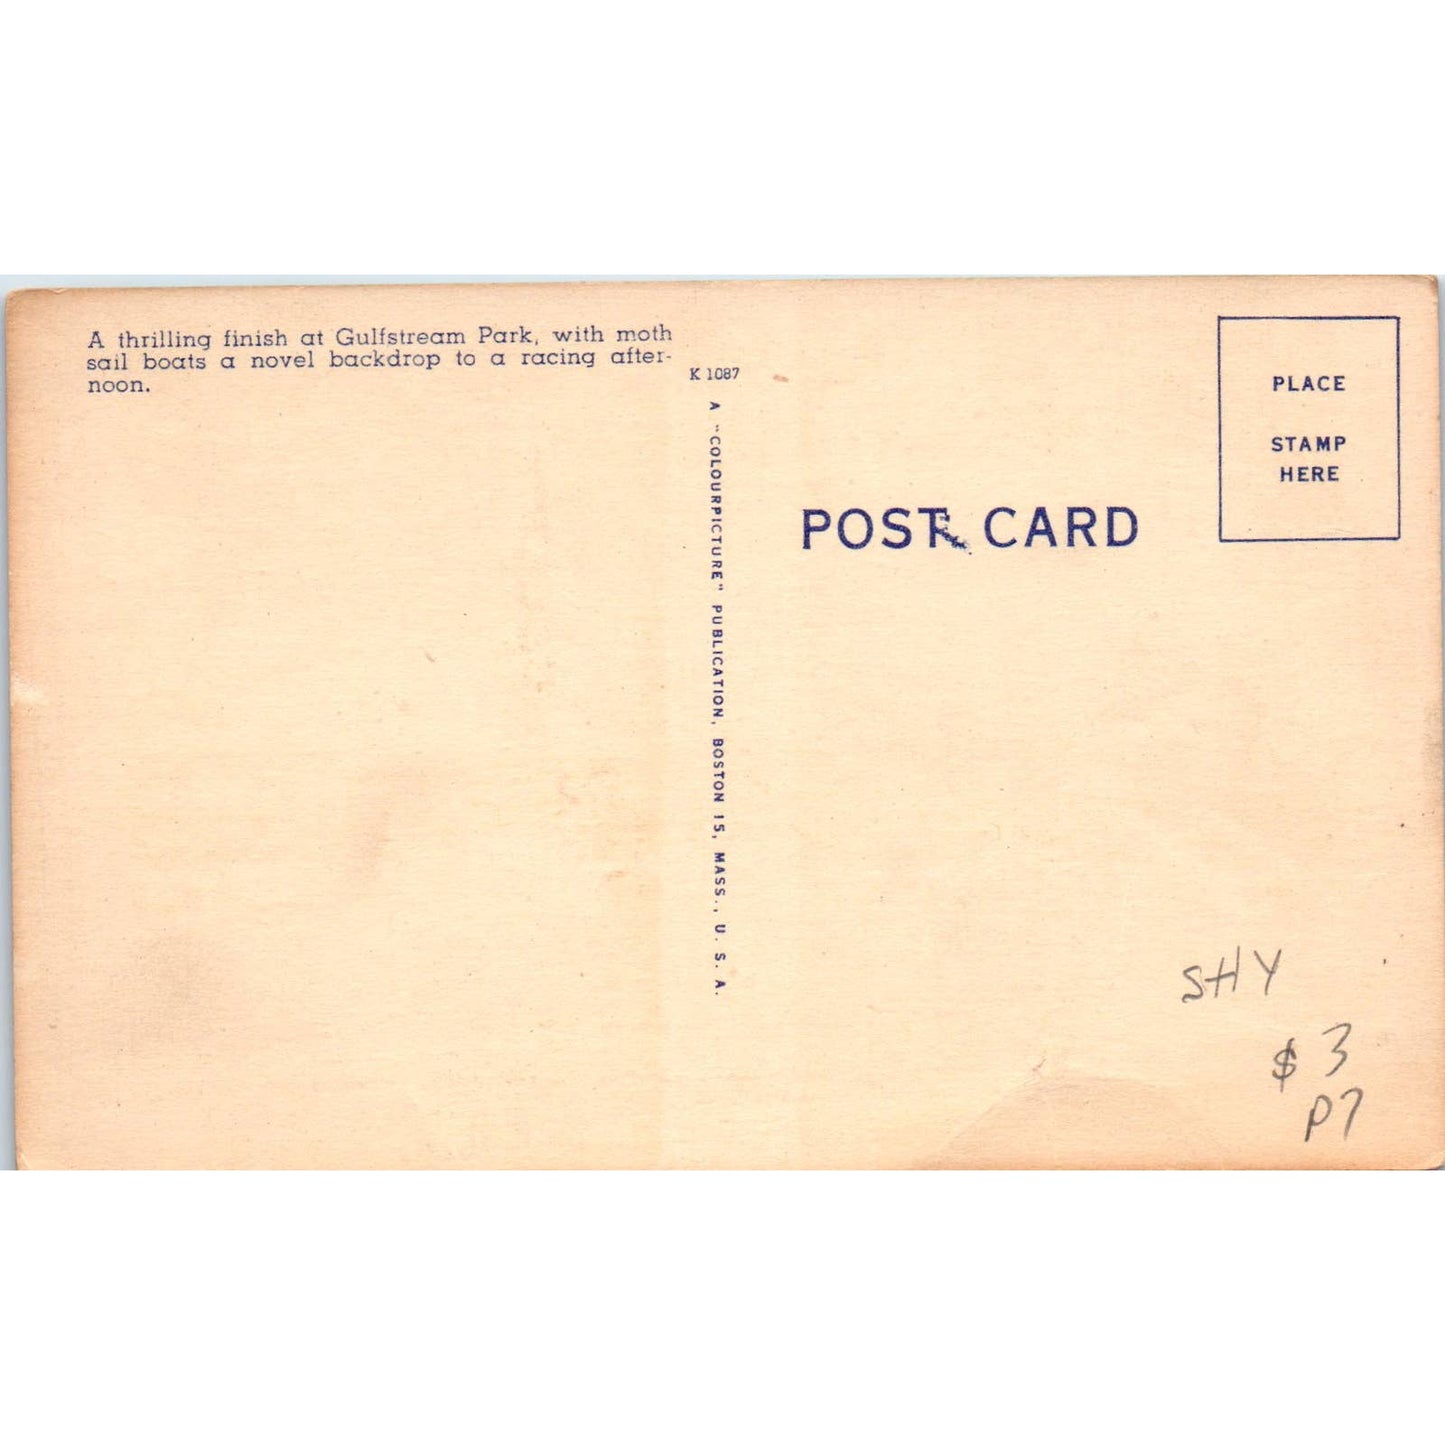 A thrilling finish at Gulfstream Park, with moth
sail boats a novel backdrop to a racing after-
noon.
K 1087
A "COLOURPICTURE" PUBLICATION, BOSTON 15, MASS., U. S. A.
POST CARD
PLACE
STAMP
HERE
SHY
$3
P7